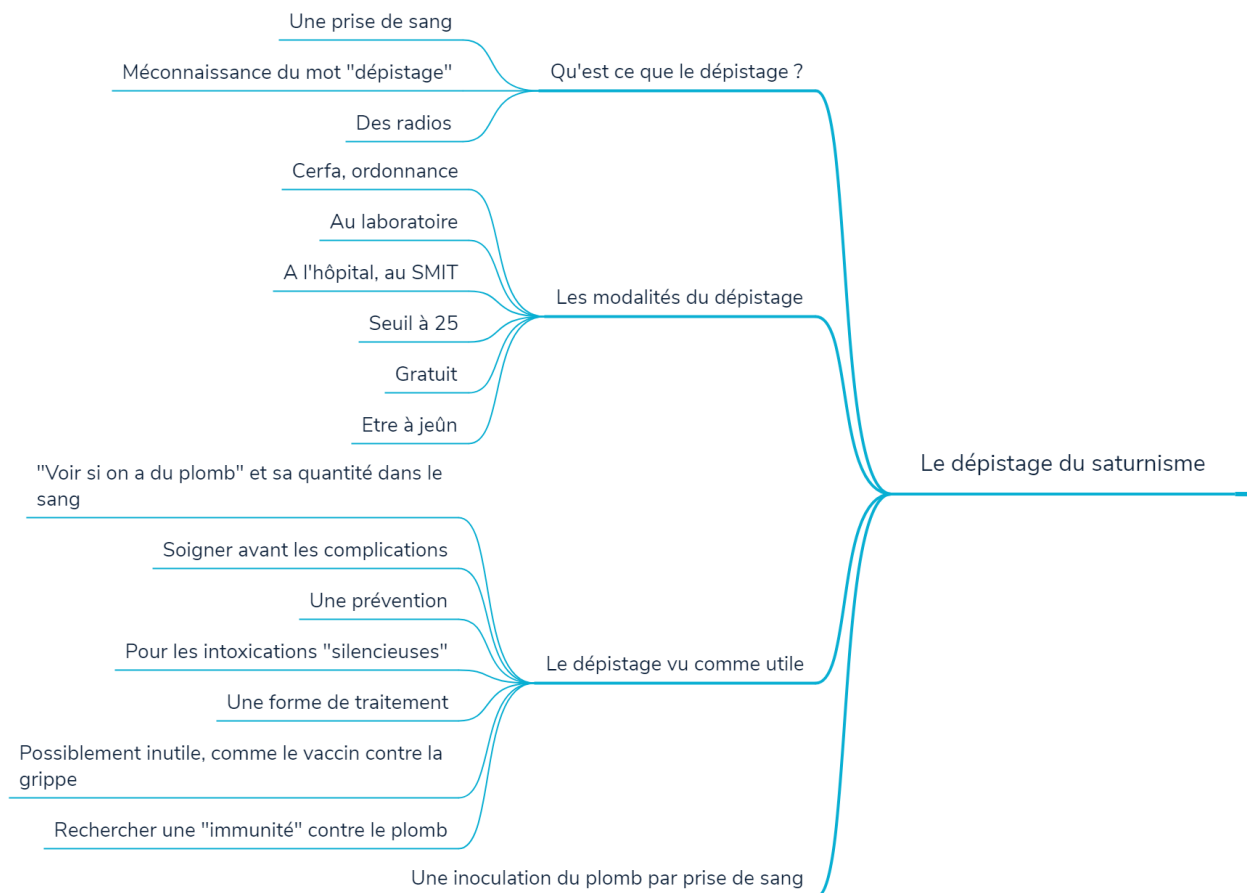 Une prise de sang
Méconnaissance du mot "dépistage"
Qu'est ce que le dépistage ?
Des radios
Cerfa, ordonnance
Au laboratoire
A l'hôpital, au SMIT
Les modalités du dépistage
Seuil à 25
Gratuit
Etre à jeûn
Le dépistage du saturnisme
"Voir si on a du plomb" et sa quantité dans le
sang
Soigner avant les complications
Une prévention
Pour les intoxications "silencieuses"
Le dépistage vu comme utile
Une forme de traitement
Possiblement inutile, comme le vaccin contre la
grippe
Rechercher une "immunité" contre le plomb
Une inoculation du plomb par prise de sang